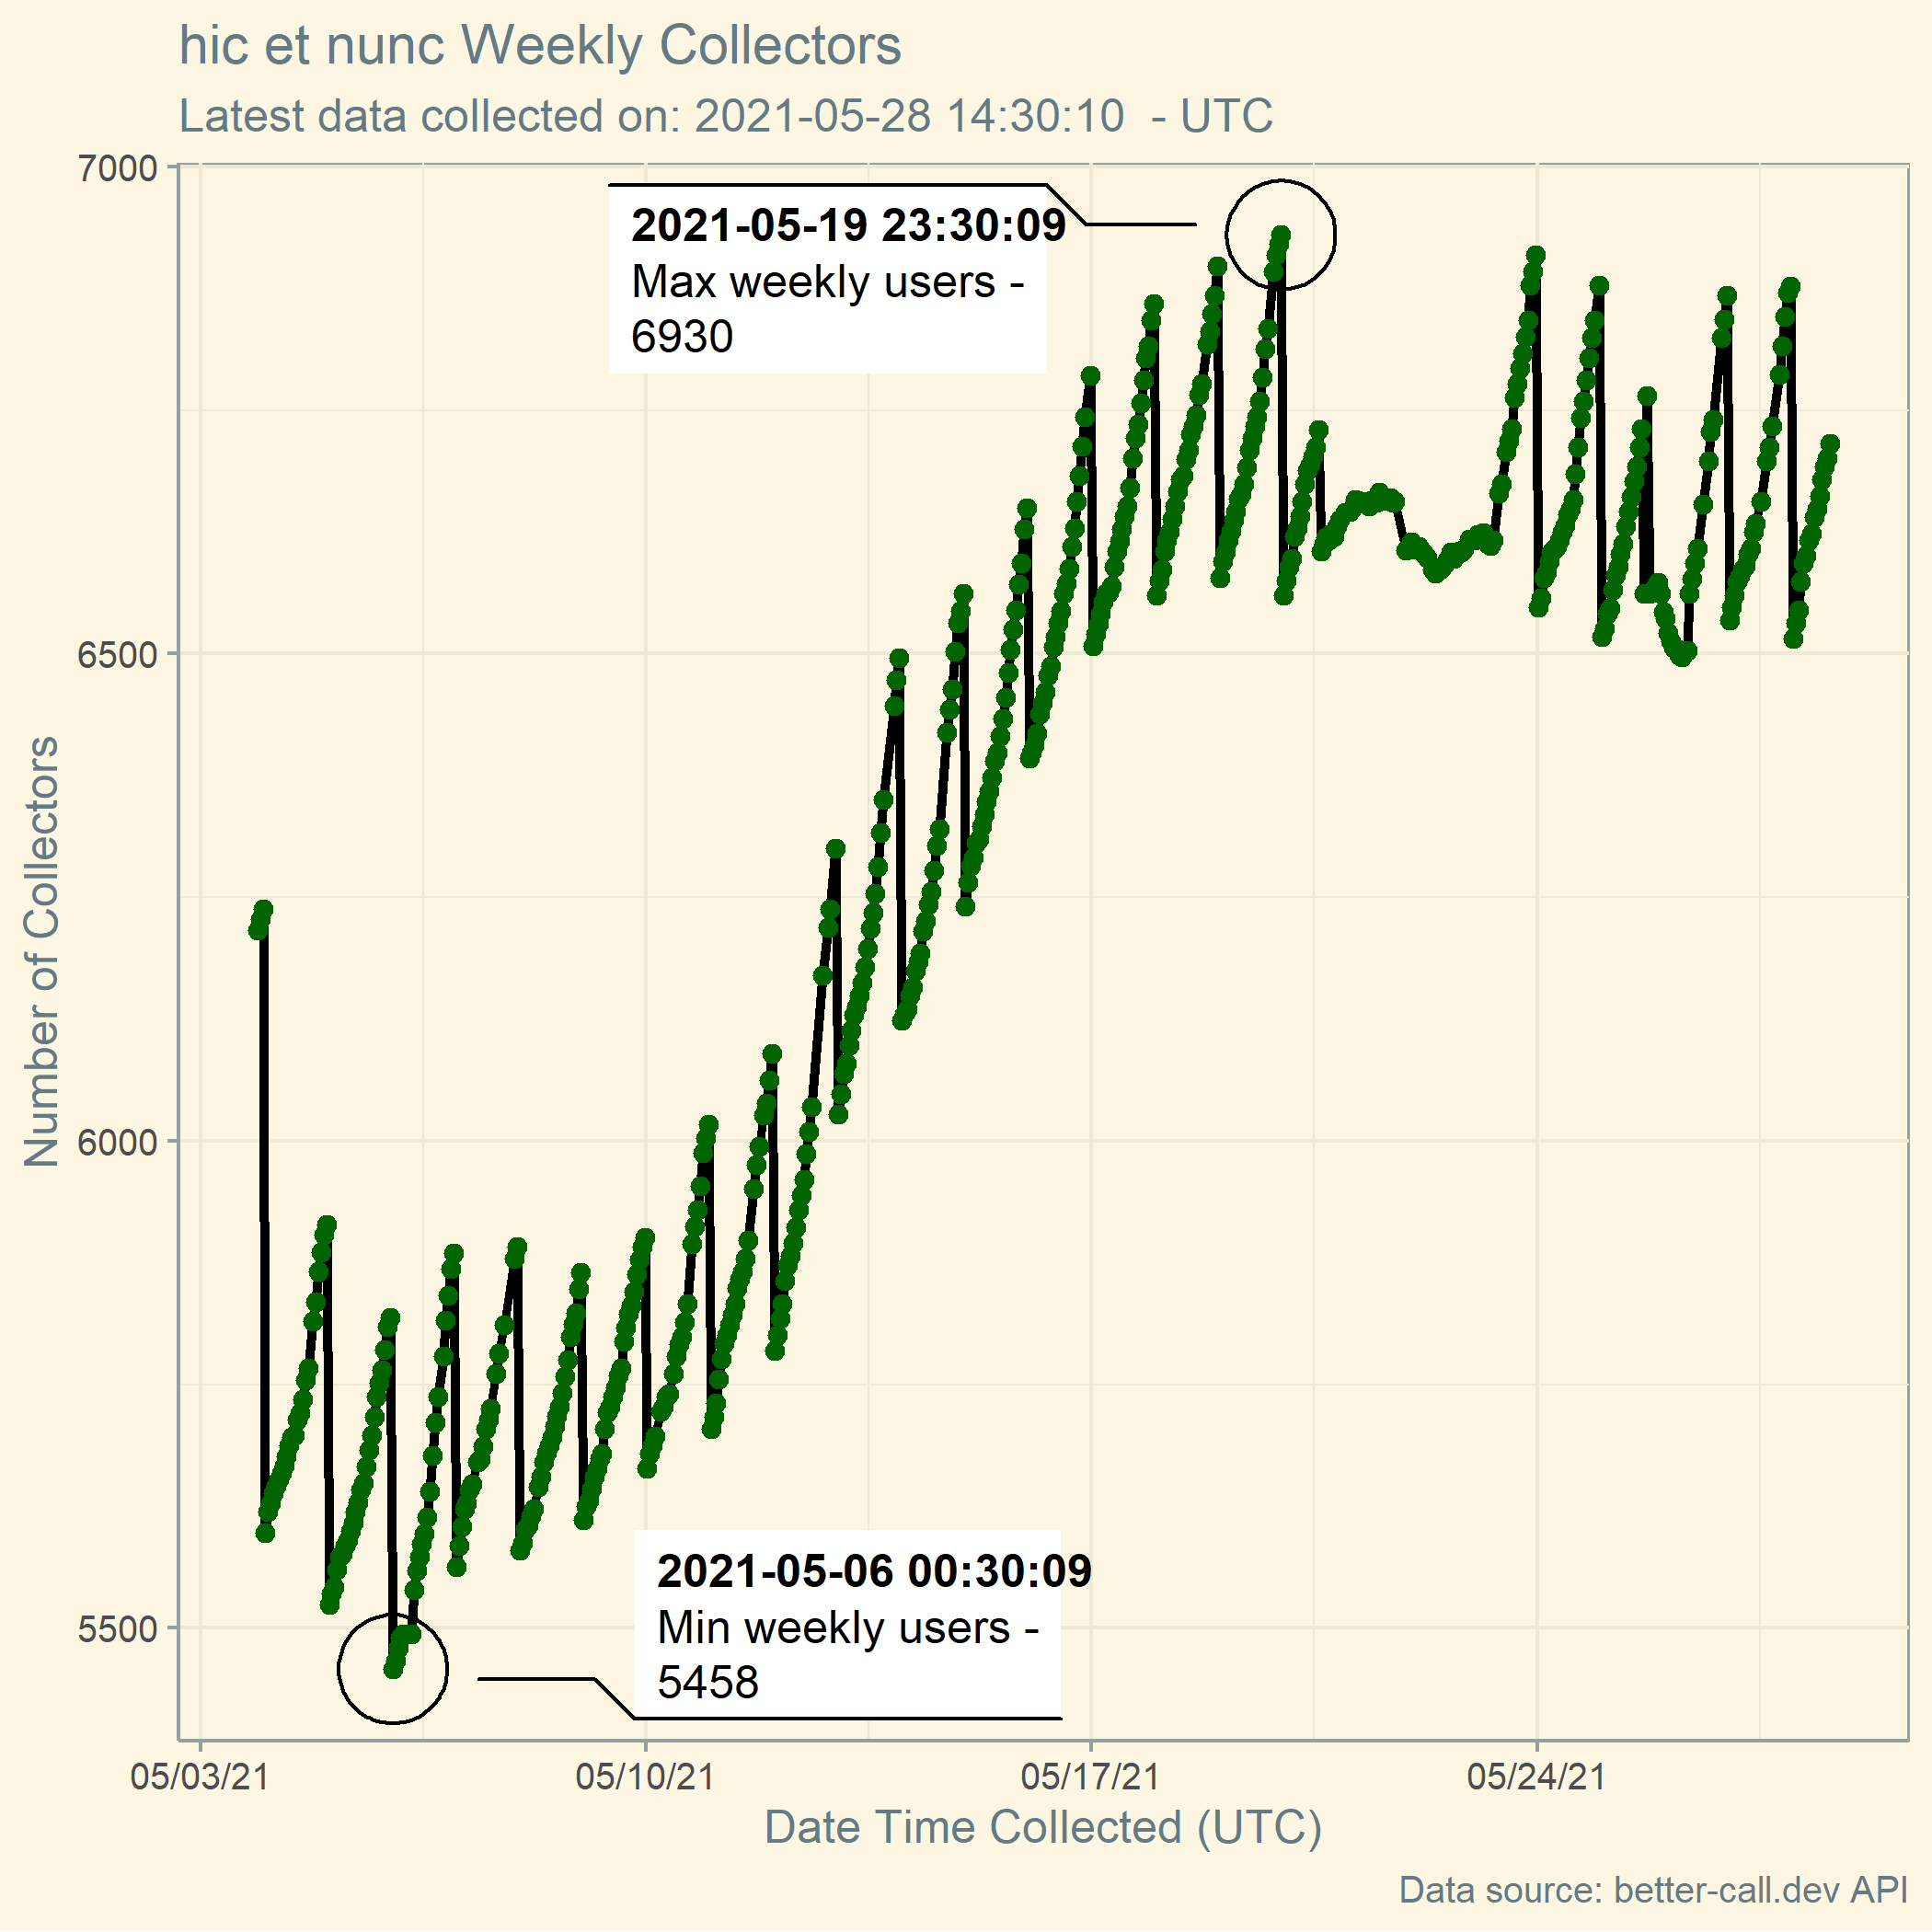 hic et nunc Weekly Collectors
Latest data collected on: 2021-05-28 14:30:10  - UTC
7000
6500
6000
5500
Number of Collectors
2021-05-19 23:30:09
Max weekly users -
6930
2021-05-06 00:30:09
Min weekly users -
5458
05/03/21
05/10/21
05/17/21
05/24/21
Date Time Collected (UTC)
Data source: better-call.dev API